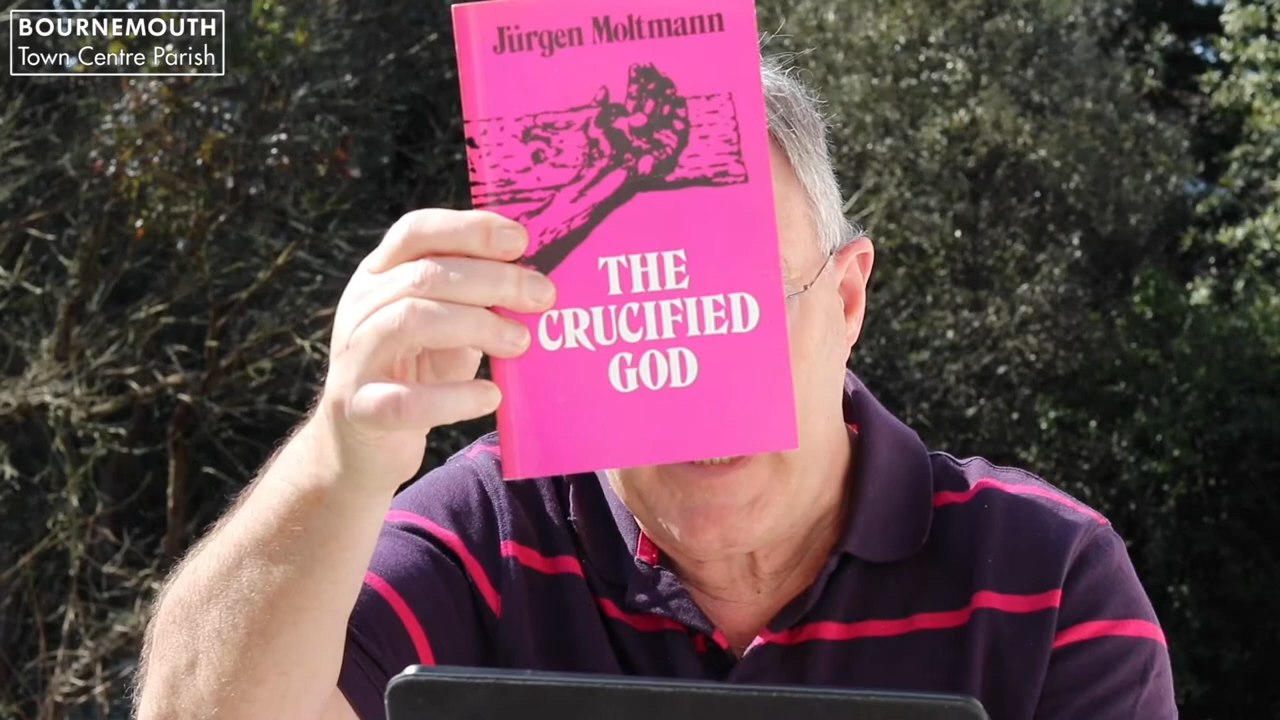 BOURNEMOUTH
Town Centre Parish
Jürgen Moltmann
THE
CRUCIFIED
GOD